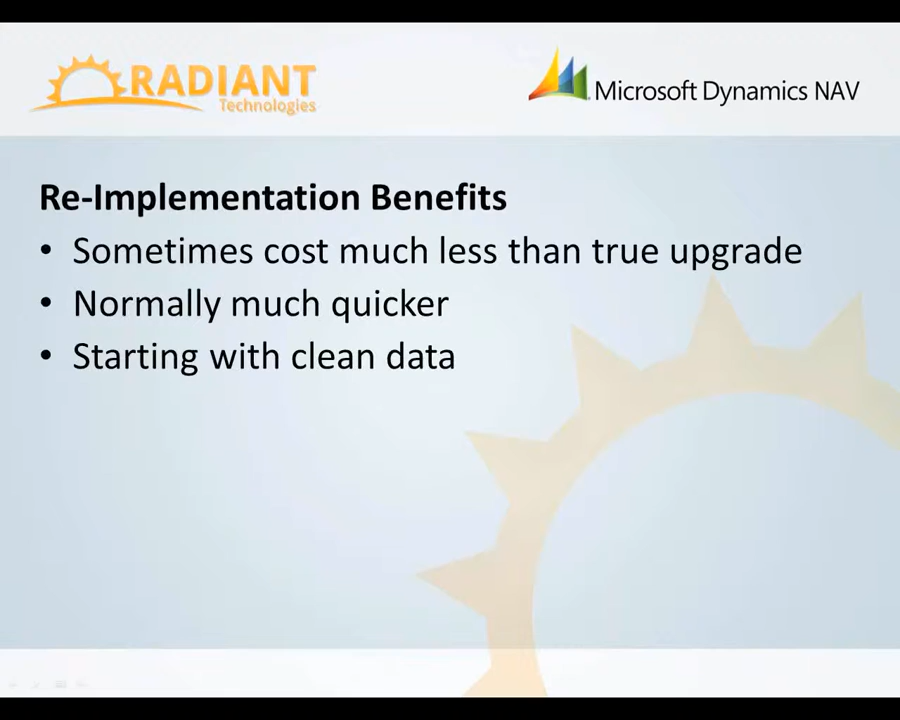 RADIANT
Technologies
Microsoft Dynamics NAV
Re-Implementation Benefits
• Sometimes cost much less than true upgrade
• Normally much quicker
• Starting with clean data